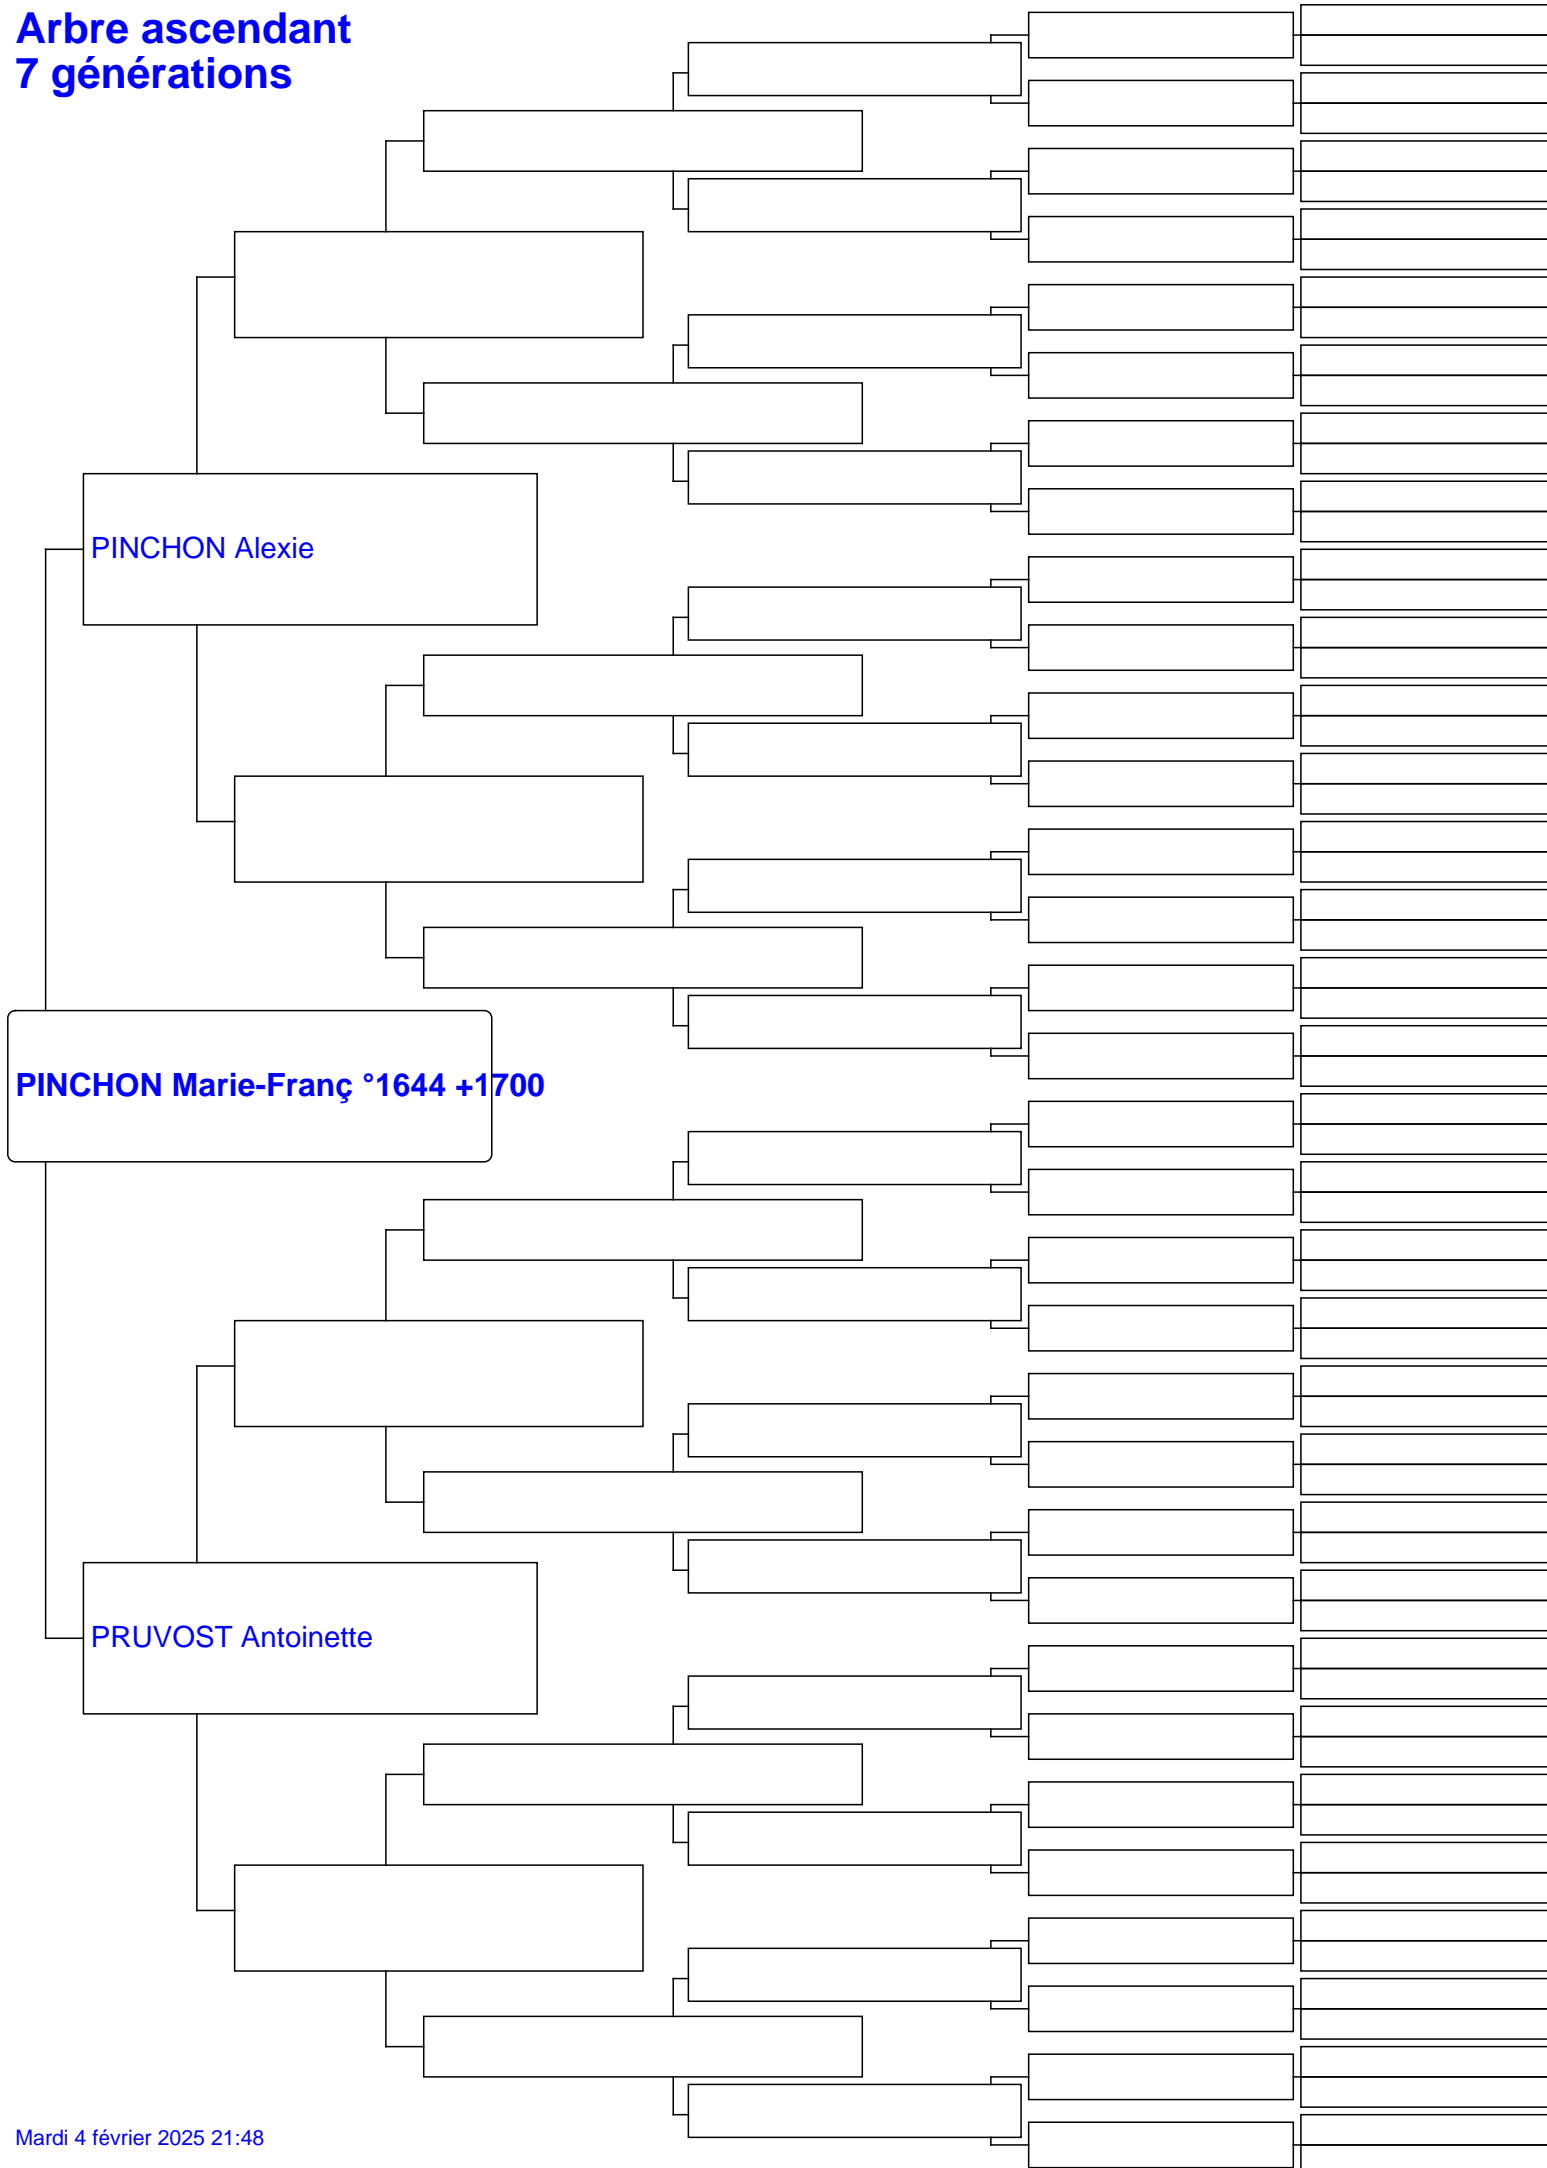 Arbre ascendant
7 générations
PINCHON Alexie
PINCHON Marie-Franç °1644 +1700
PRUVOST Antoinette
Mardi 4 février 2025 21:48